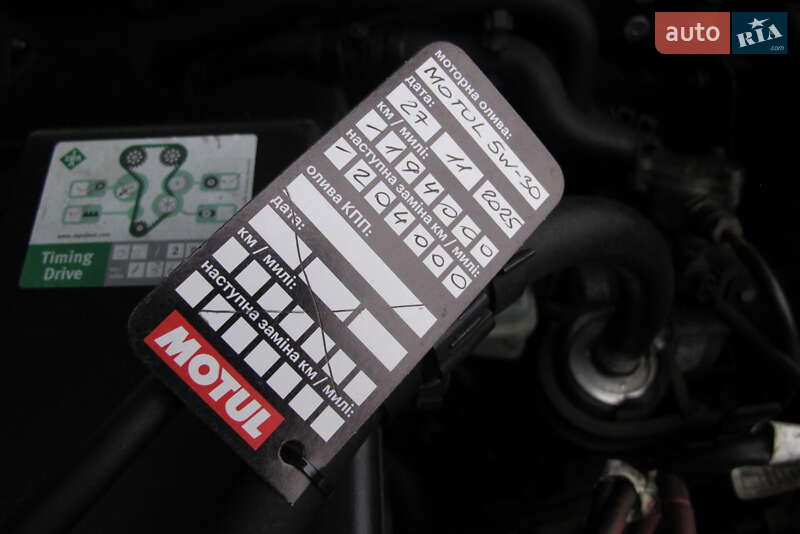 auto RIA
.com
моторна олива:
MOTUL 5W-30
дата:
27 11 2025
км / милі:
- 194000
наступна заміна км / милі:
- 204000
олива КПП:
дата:
км / милі:
наступна заміна км / милі:
MOTUL
Timing
Drive